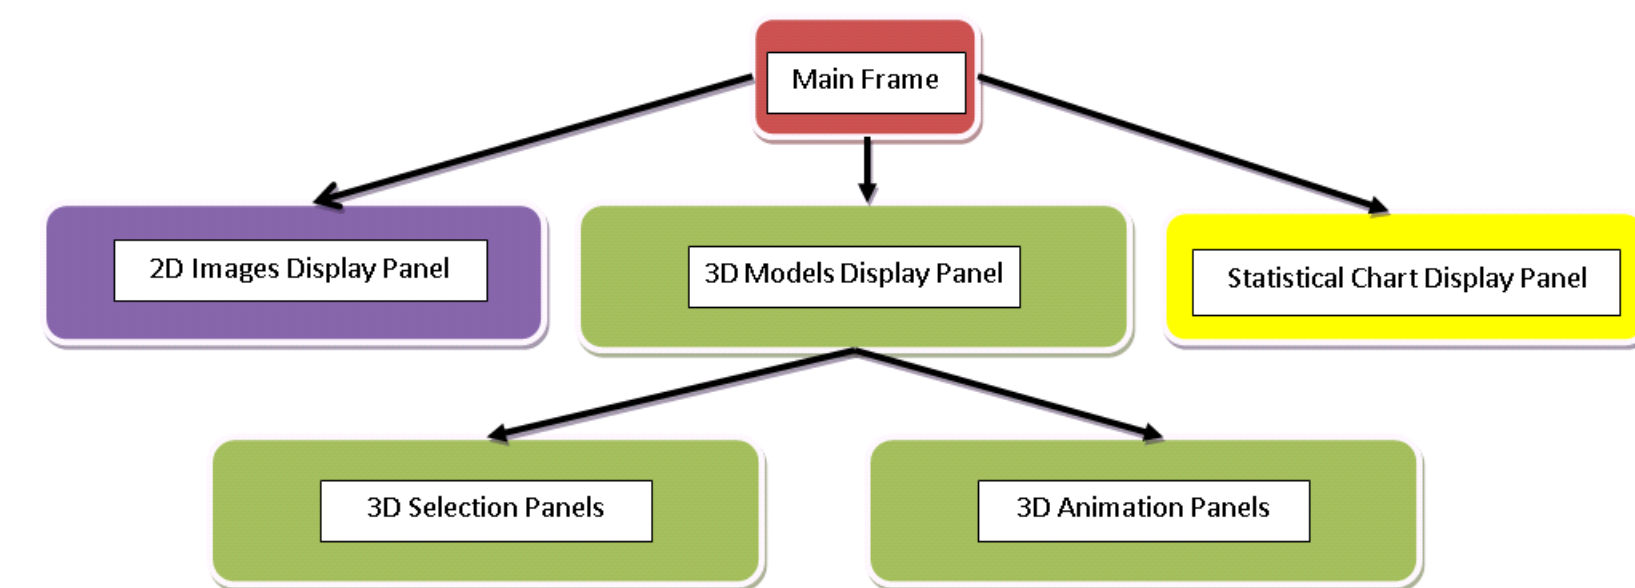 Main Frame
2D Images Display Panel
3D Models Display Panel
Statistical Chart Display Panel
3D Selection Panels
3D Animation Panels